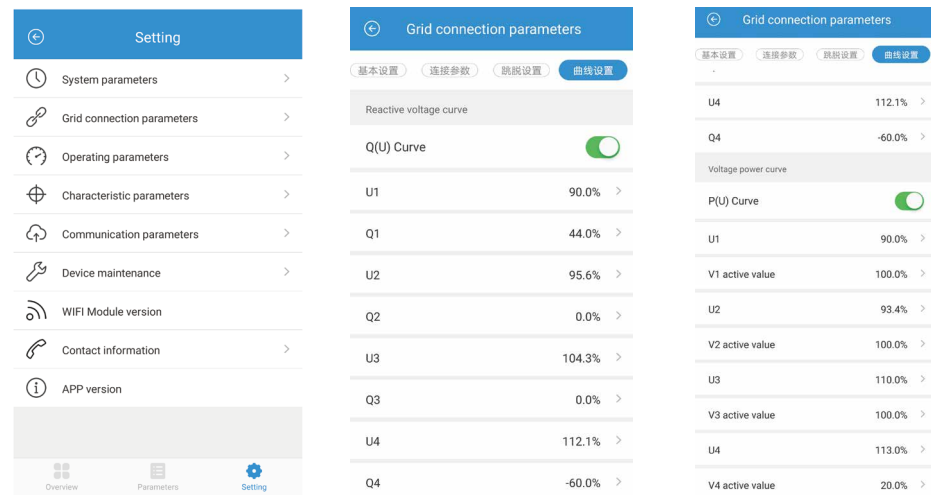 Setting
System parameters
Grid connection parameters
Operating parameters
Characteristic parameters
Communication parameters
Device maintenance
WIFI Module version
Contact information
APP version
Overview
Parameters
Setting
Grid connection parameters
基本设置 连接参数 跳脱设置 曲线设置
Reactive voltage curve
Q(U) Curve
U1 90.0%
Q1 44.0%
U2 95.6%
Q2 0.0%
U3 104.3%
Q3 0.0%
U4 112.1%
Q4 -60.0%
Grid connection parameters
基本设置 连接参数 跳脱设置 曲线设置
U4 112.1%
Q4 -60.0%
Voltage power curve
P(U) Curve
U1 90.0%
V1 active value 100.0%
U2 93.4%
V2 active value 100.0%
U3 110.0%
V3 active value 100.0%
U4 113.0%
V4 active value 20.0%